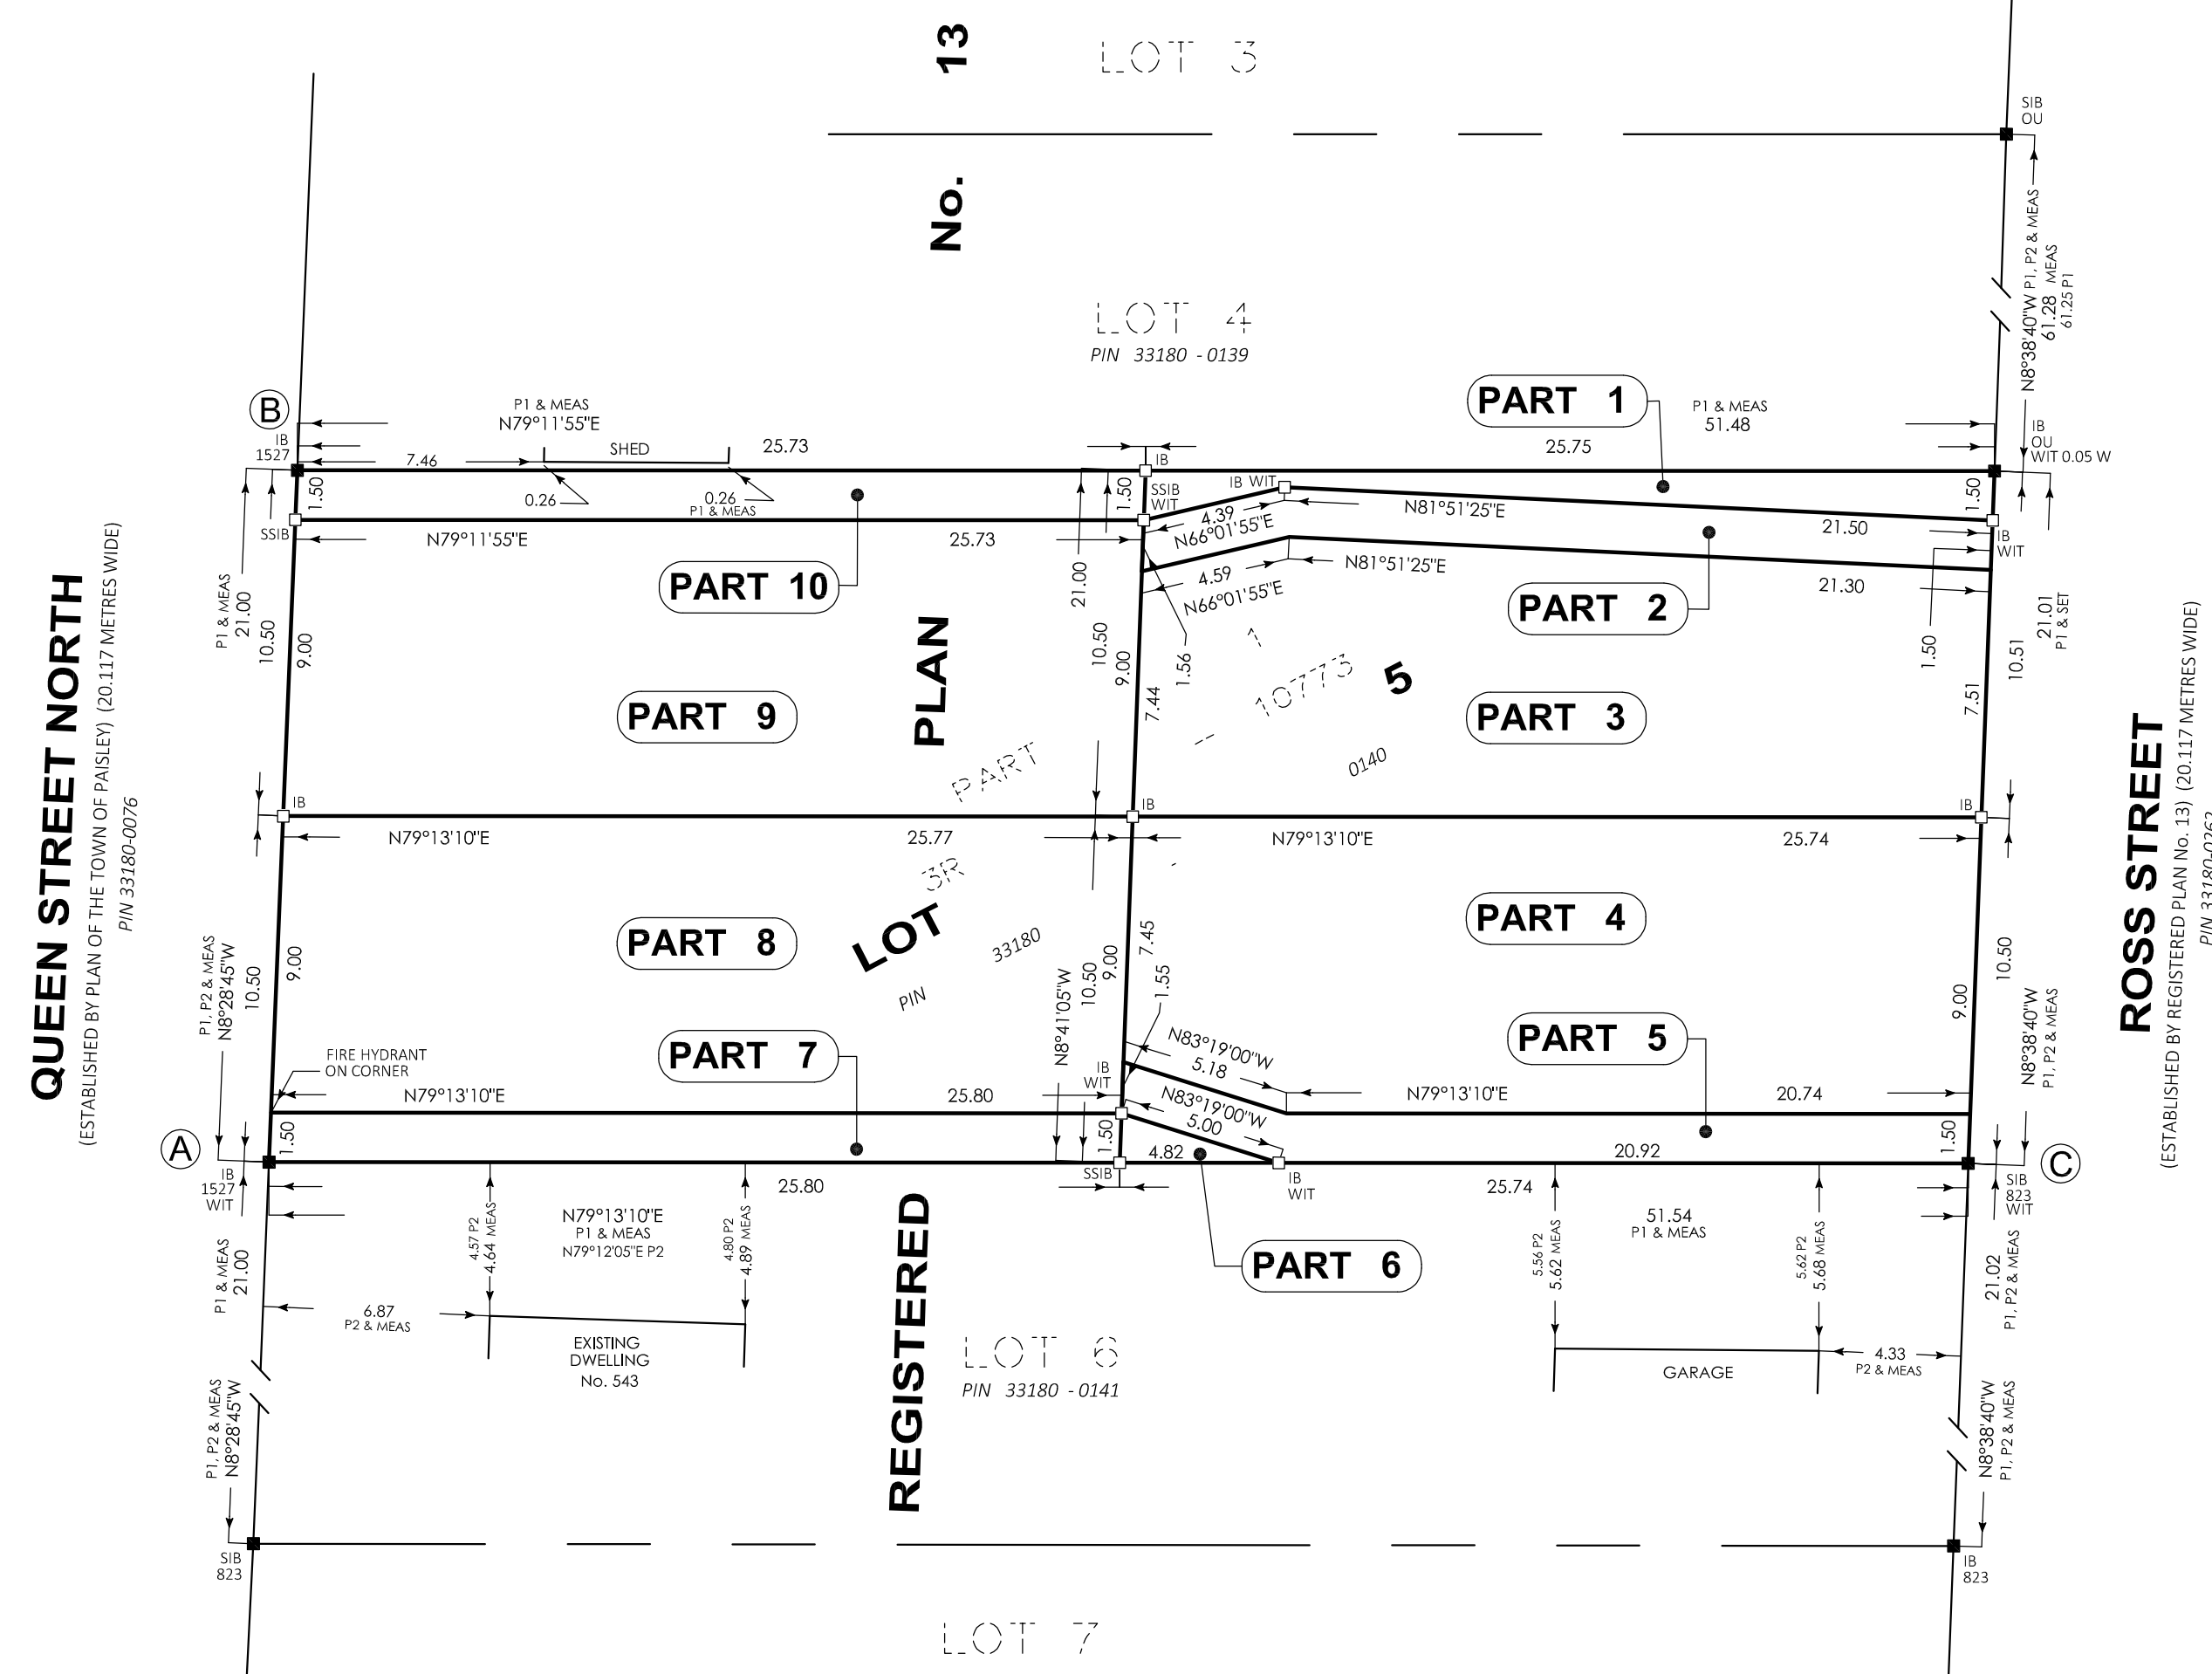 13
LOT 3
No.
SIB
OU
N8°38'40"W P1, P2 & MEAS
61.28 MEAS
61.25 P1
LOT 4
PIN 33180 - 0139
B
IB
1527
P1 & MEAS
N79°11'55"E
7.46
SHED
25.73
0.26
0.26
P1 & MEAS
IB
PART 1
P1 & MEAS
51.48
25.75
IB
OU
WIT 0.05 W
1.50
SSIB
N79°11'55"E
25.73
1.50
SSIB
WIT
IB WIT
4.39
N66°01'55"E
N81°51'25"E
21.50
1.50
IB
WIT
PART 10
4.59
N66°01'55"E
N81°51'25"E
21.30
PART 2
1.50
P1 & MEAS
21.00
10.50
9.00
21.00
10.50
9.00
7.44
1.56
7.51
10.51
21.01
P1 & SET
QUEEN STREET NORTH
(ESTABLISHED BY PLAN OF THE TOWN OF PAISLEY) (20.117 METRES WIDE)
PIN 33180-0076
PLAN
PART 9
PART 3
PART 1
3R - 10773
LOT 5
PIN 33180 - 0140
ROSS STREET
(ESTABLISHED BY REGISTERED PLAN No. 13) (20.117 METRES WIDE)
PIN 33180-0262
IB
N79°13'10"E
25.77
IB
N79°13'10"E
25.74
IB
PART 8
PART 4
P1, P2 & MEAS
N8°28'45"W
10.50
9.00
N8°41'05"W
10.50
9.00
7.45
1.55
9.00
10.50
N8°38'40"W
P1, P2 & MEAS
FIRE HYDRANT
ON CORNER
PART 7
PART 5
N79°13'10"E
25.80
IB
WIT
N83°19'00"W
5.18
N79°13'10"E
20.74
N83°19'00"W
5.00
A
1.50
IB
1527
WIT
1.50
SSIB
4.82
IB
WIT
20.92
1.50
C
SIB
823
WIT
25.80
25.74
N79°13'10"E
P1 & MEAS
N79°12'05"E P2
4.57 P2
4.64 MEAS
4.80 P2
4.89 MEAS
PART 6
5.56 P2
5.62 MEAS
51.54
P1 & MEAS
5.62 P2
5.68 MEAS
P1 & MEAS
21.00
21.02
P1, P2 & MEAS
6.87
P2 & MEAS
EXISTING
DWELLING
No. 543
REGISTERED
LOT 6
PIN 33180 - 0141
GARAGE
4.33
P2 & MEAS
P1, P2 & MEAS
N8°28'45"W
N8°38'40"W
P1, P2 & MEAS
SIB
823
IB
823
LOT 7